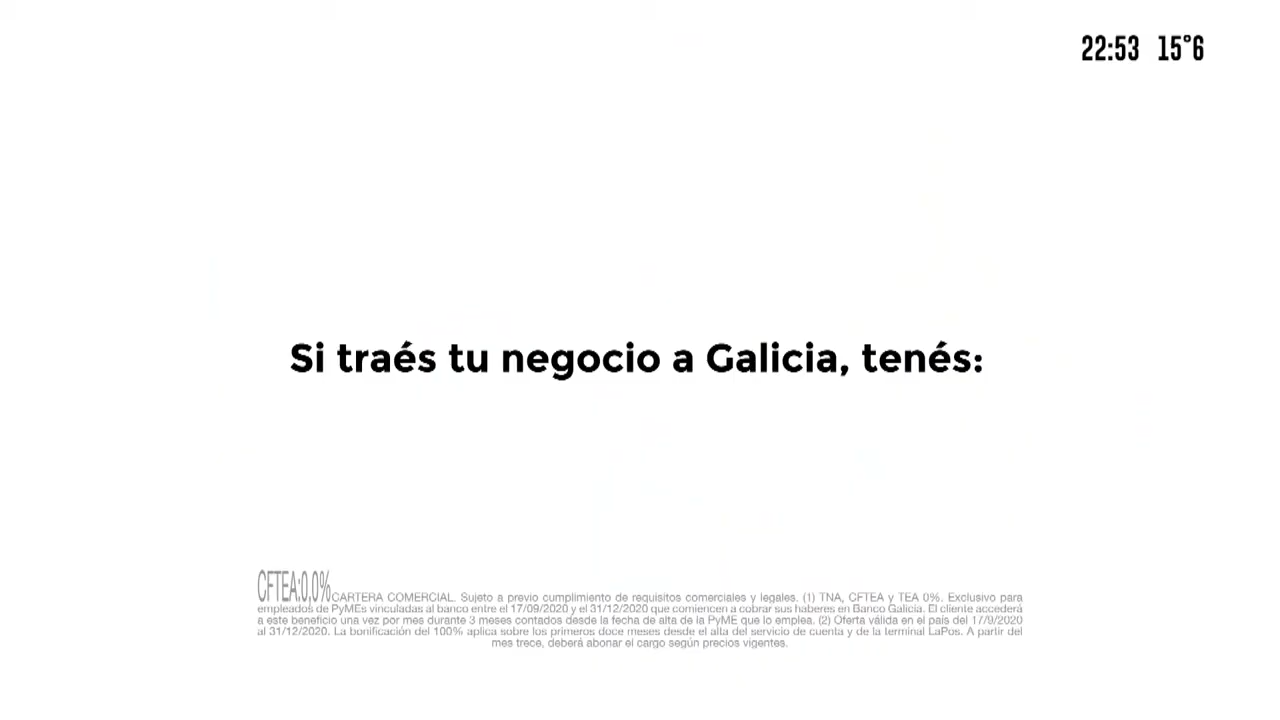 22:53 15°6
Si traés tu negocio a Galicia, tenés:
CFTEA:0,0% CARTERA COMERCIAL. Sujeto a previo cumplimiento de requisitos comerciales y legales. (1) TNA, CFTEA y TEA 0%. Exclusivo para
empleados de PyMEs vinculadas al banco entre el 17/09/2020 y el 31/12/2020 que comiencen a cobrar sus haberes en Banco Galicia. El cliente accederá
a este beneficio una vez por mes durante 3 meses contados desde la fecha de alta de la PyME que lo emplea. (2) Oferta válida en el país del 17/9/2020
al 31/12/2020. La bonificación del 100% aplica sobre los primeros doce meses desde el alta del servicio de cuenta y de la terminal LaPos. A partir del
mes trece, deberá abonar el cargo según precios vigentes.